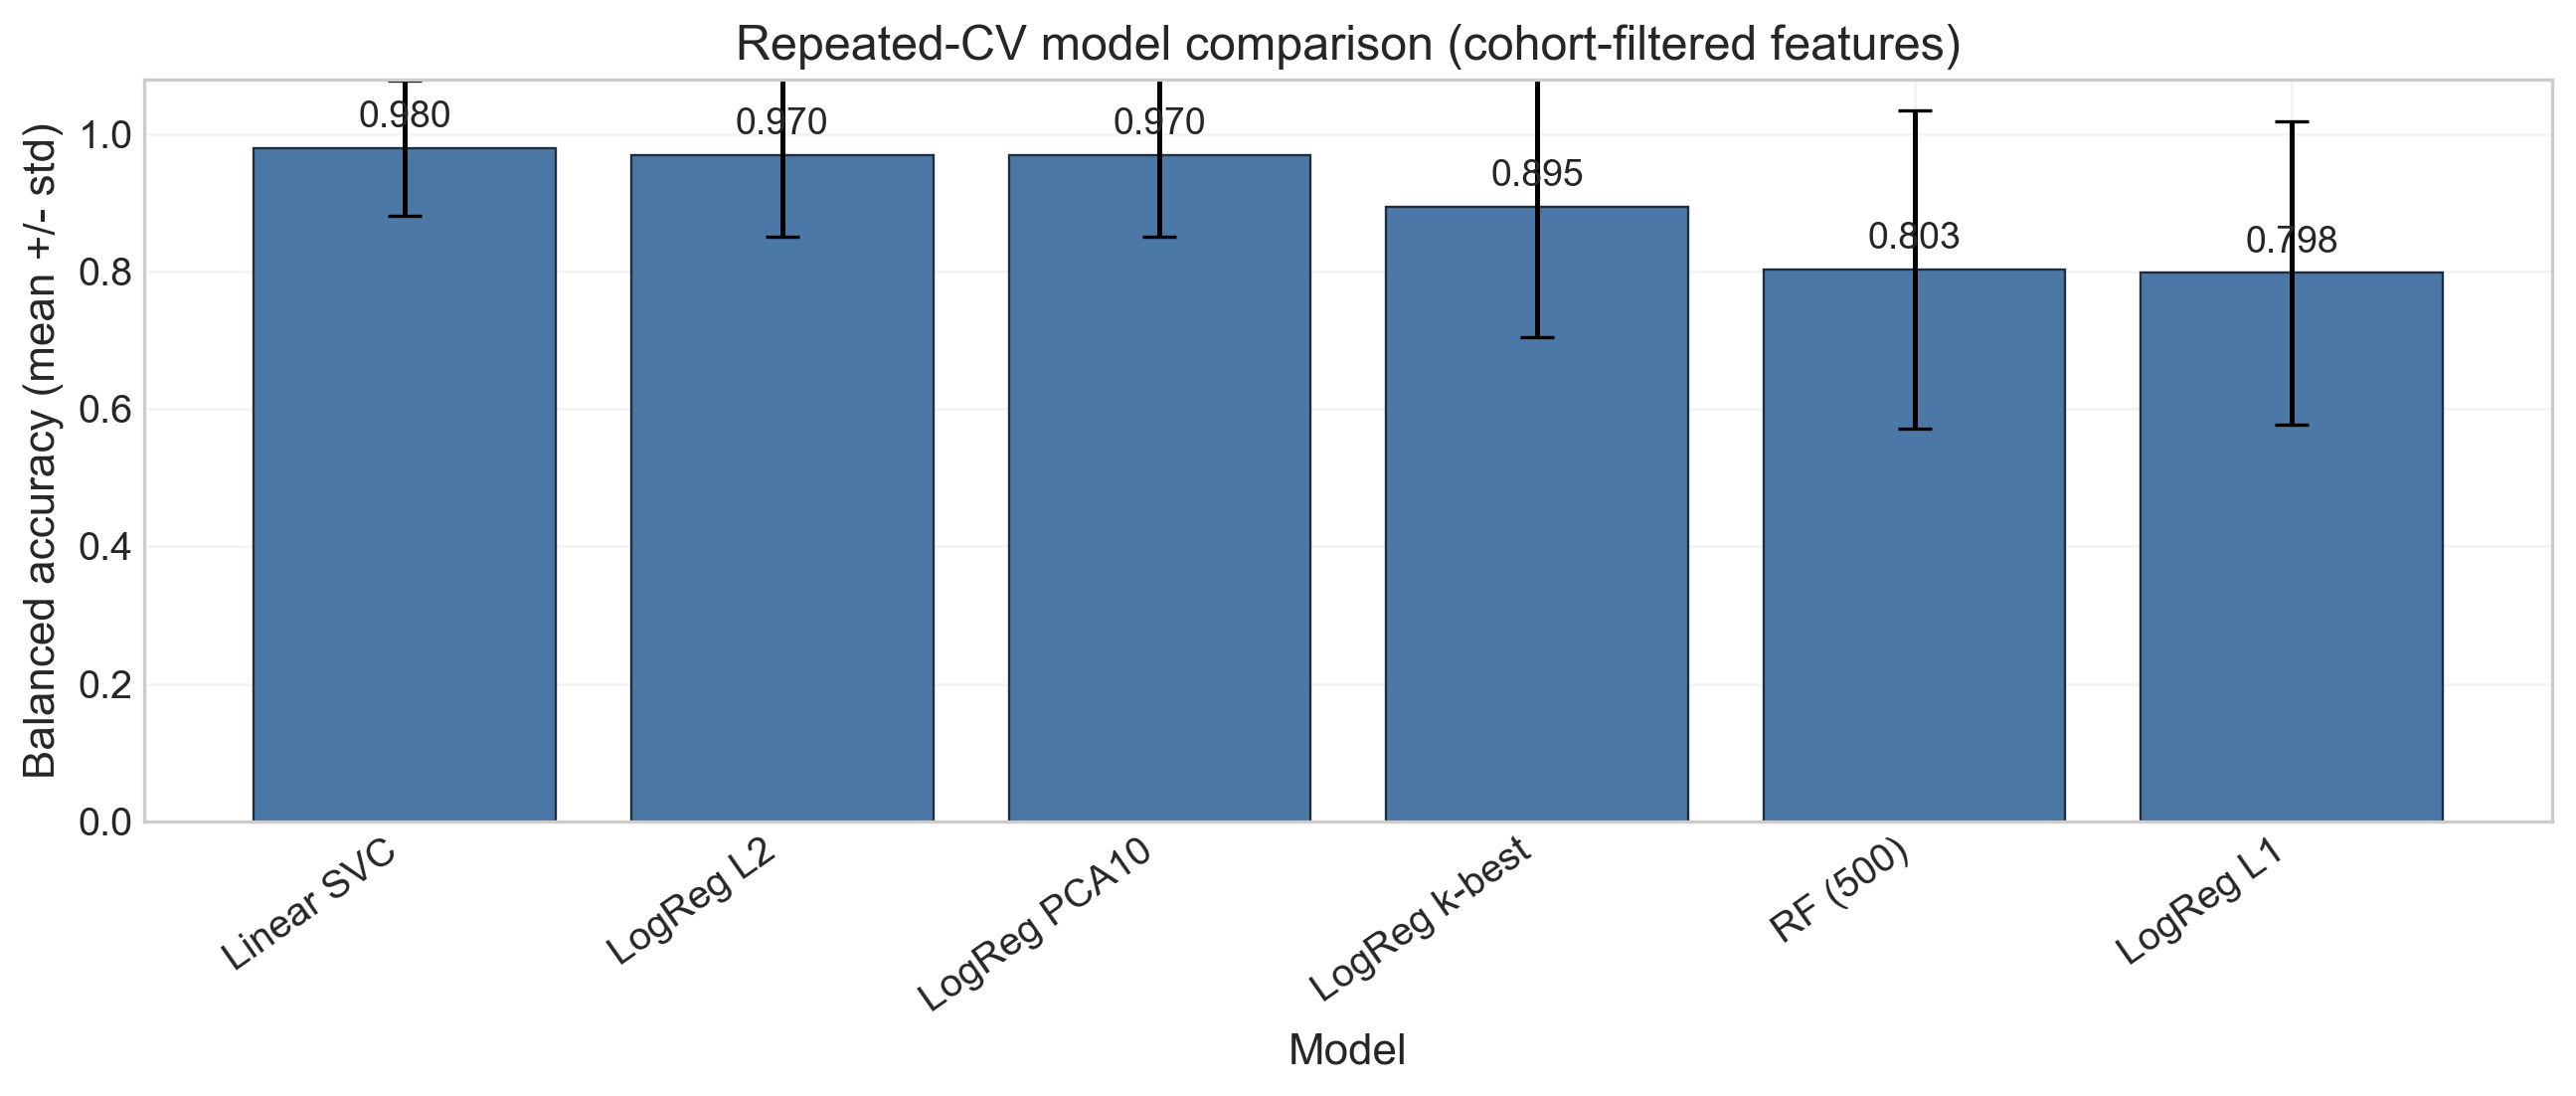 Repeated-CV model comparison (cohort-filtered features)
Balanced accuracy (mean +/- std)
1.0
0.8
0.6
0.4
0.2
0.0
0.980
0.970
0.970
0.895
0.803
0.798
Linear SVC
LogReg L2
LogReg PCA10
LogReg k-best
RF (500)
LogReg L1
Model